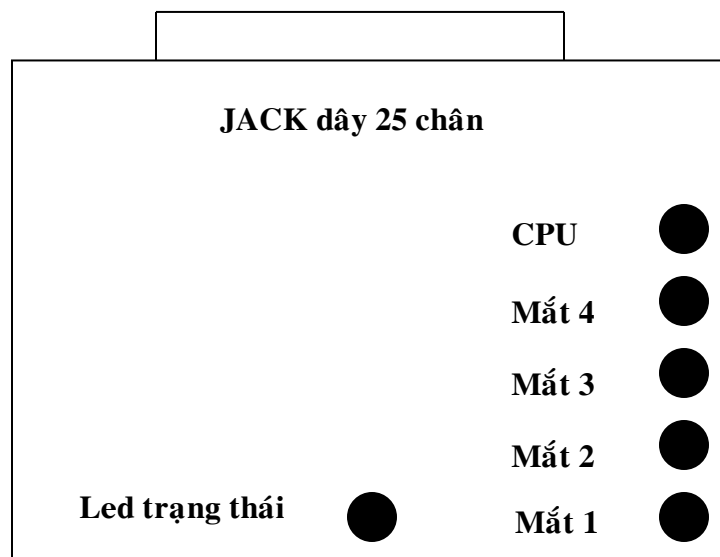 JACK dây 25 chân
CPU
Mắt 4
Mắt 3
Mắt 2
Led trạng thái
Mắt 1